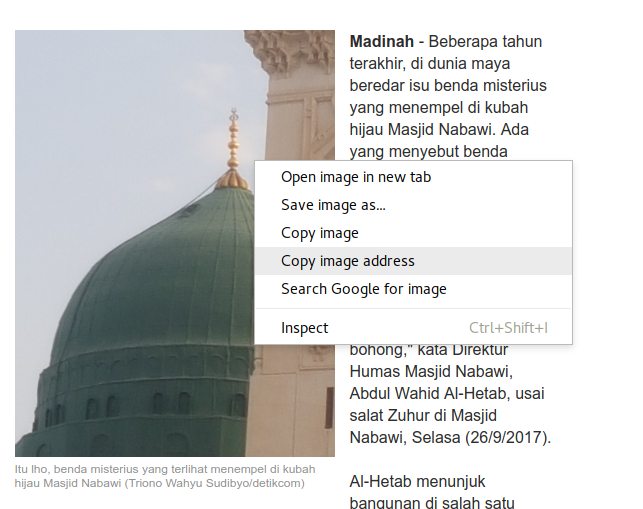 Madinah - Beberapa tahun
terakhir, di dunia maya
beredar isu benda misterius
yang menempel di kubah
hijau Masjid Nabawi. Ada
yang menyebut benda
Open image in new tab
Save image as...
Copy image
Copy image address
Search Google for image
Inspect Ctrl+Shift+I
bohong," kata Direktur
Humas Masjid Nabawi,
Abdul Wahid Al-Hetab, usai
salat Zuhur di Masjid
Nabawi, Selasa (26/9/2017).
Al-Hetab menunjuk
bangunan di salah satu
Itu lho, benda misterius yang terlihat menempel di kubah
hijau Masjid Nabawi (Triono Wahyu Sudibyo/detikcom)